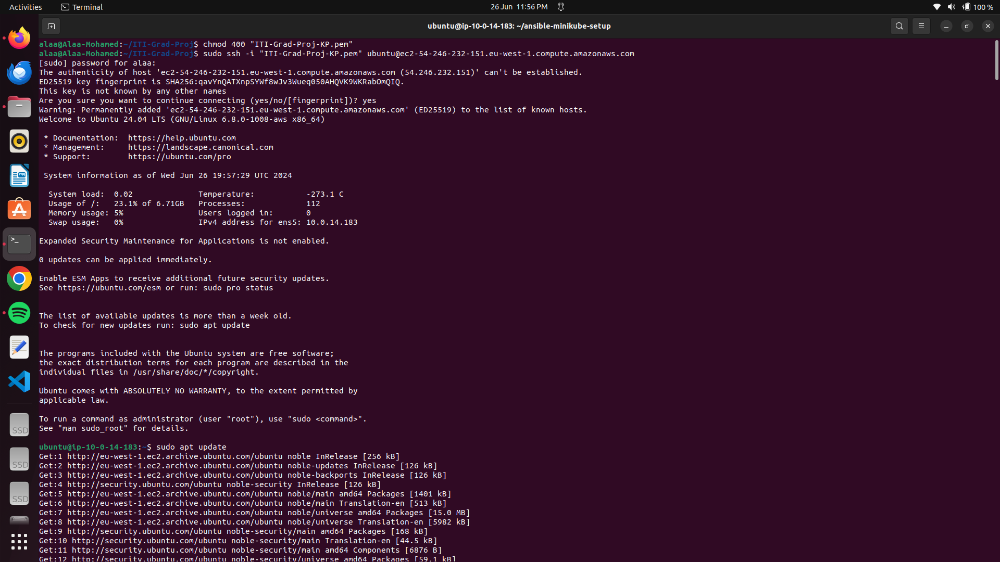 Activities
Terminal
26 Jun 11:56 PM
100 %
ubuntu@ip-10-0-14-183: ~/ansible-minikube-setup
alaa@Alaa-Mohamed:~/ITI-Grad-Proj$ chmod 400 "ITI-Grad-Proj-KP.pem"
alaa@Alaa-Mohamed:~/ITI-Grad-Proj$ sudo ssh -i "ITI-Grad-Proj-KP.pem" ubuntu@ec2-54-246-232-151.eu-west-1.compute.amazonaws.com
[sudo] password for alaa:
The authenticity of host 'ec2-54-246-232-151.eu-west-1.compute.amazonaws.com (54.246.232.151)' can't be established.
ED25519 key fingerprint is SHA256:qavYnQATXnpSYWf8wJv3Wueq050AHQVK9WKRabOmQIQ.
This key is not known by any other names
Are you sure you want to continue connecting (yes/no/[fingerprint])? yes
Warning: Permanently added 'ec2-54-246-232-151.eu-west-1.compute.amazonaws.com' (ED25519) to the list of known hosts.
Welcome to Ubuntu 24.04 LTS (GNU/Linux 6.8.0-1008-aws x86_64)
* Documentation: https://help.ubuntu.com
* Management: https://landscape.canonical.com
* Support: https://ubuntu.com/pro
System information as of Wed Jun 26 19:57:29 UTC 2024
System load: 0.02 Temperature: -273.1 C
Usage of /: 23.1% of 6.71GB Processes: 112
Memory usage: 5% Users logged in: 0
Swap usage: 0% IPv4 address for ens5: 10.0.14.183
Expanded Security Maintenance for Applications is not enabled.
0 updates can be applied immediately.
Enable ESM Apps to receive additional future security updates.
See https://ubuntu.com/esm or run: sudo pro status
The list of available updates is more than a week old.
To check for new updates run: sudo apt update
The programs included with the Ubuntu system are free software;
the exact distribution terms for each program are described in the
individual files in /usr/share/doc/*/copyright.
Ubuntu comes with ABSOLUTELY NO WARRANTY, to the extent permitted by
applicable law.
To run a command as administrator (user "root"), use "sudo <command>".
See "man sudo_root" for details.
ubuntu@ip-10-0-14-183:~$ sudo apt update
Get:1 http://eu-west-1.ec2.archive.ubuntu.com/ubuntu noble InRelease [256 kB]
Get:2 http://eu-west-1.ec2.archive.ubuntu.com/ubuntu noble-updates InRelease [126 kB]
Get:3 http://eu-west-1.ec2.archive.ubuntu.com/ubuntu noble-backports InRelease [126 kB]
Get:4 http://security.ubuntu.com/ubuntu noble-security InRelease [126 kB]
Get:5 http://eu-west-1.ec2.archive.ubuntu.com/ubuntu noble/main amd64 Packages [1401 kB]
Get:6 http://eu-west-1.ec2.archive.ubuntu.com/ubuntu noble/main Translation-en [513 kB]
Get:7 http://eu-west-1.ec2.archive.ubuntu.com/ubuntu noble/universe amd64 Packages [15.0 MB]
Get:8 http://eu-west-1.ec2.archive.ubuntu.com/ubuntu noble/universe Translation-en [5982 kB]
Get:9 http://security.ubuntu.com/ubuntu noble-security/main amd64 Packages [168 kB]
Get:10 http://security.ubuntu.com/ubuntu noble-security/main Translation-en [44.5 kB]
Get:11 http://security.ubuntu.com/ubuntu noble-security/main amd64 Components [6876 B]
Get:12 http://security.ubuntu.com/ubuntu noble-security/universe amd64 Packages [59.1 kB]
SSD
SSD
SSD